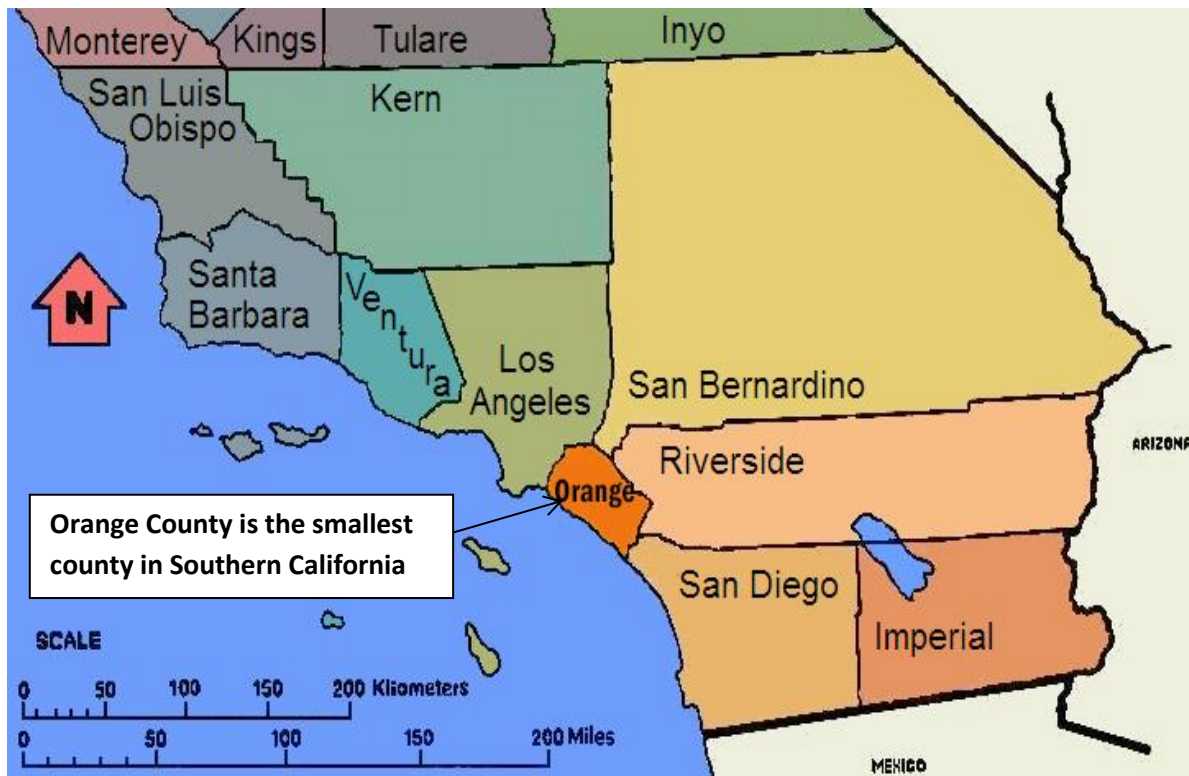 Monterey
Kings
Tulare
Inyo
San Luis
Obispo
Kern
N
Santa
Barbara
Ventura
Los
Angeles
San Bernardino
ARIZONA
Riverside
Orange
Orange County is the smallest
county in Southern California
San Diego
Imperial
SCALE
0 50 100 150 200 Kliometers
0 50 100 150 200 Miles
MEXICO